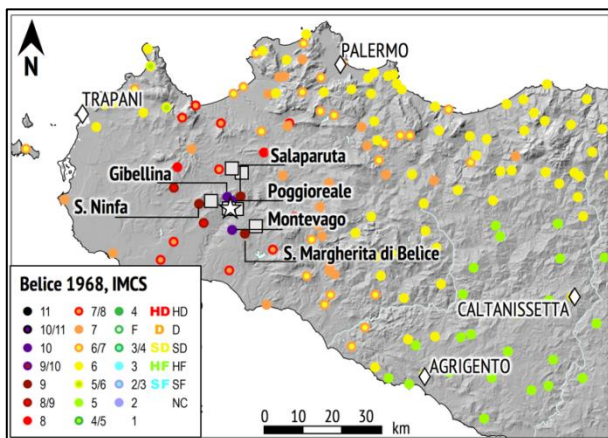 N
PALERMO
TRAPANI
Salaparuta
Gibellina
Poggioreale
S. Ninfa
Montevago
S. Margherita di Belìce
CALTANISSETTA
AGRIGENTO
Belice 1968, IMCS
11 7/8 4 HD HD
10/11 7 F D D
10 6/7 3/4 SD SD
9/10 6 3 HF HF
9 5/6 2/3 SF SF
8/9 5 2 NC
8 4/5 1
0 10 20 30
km